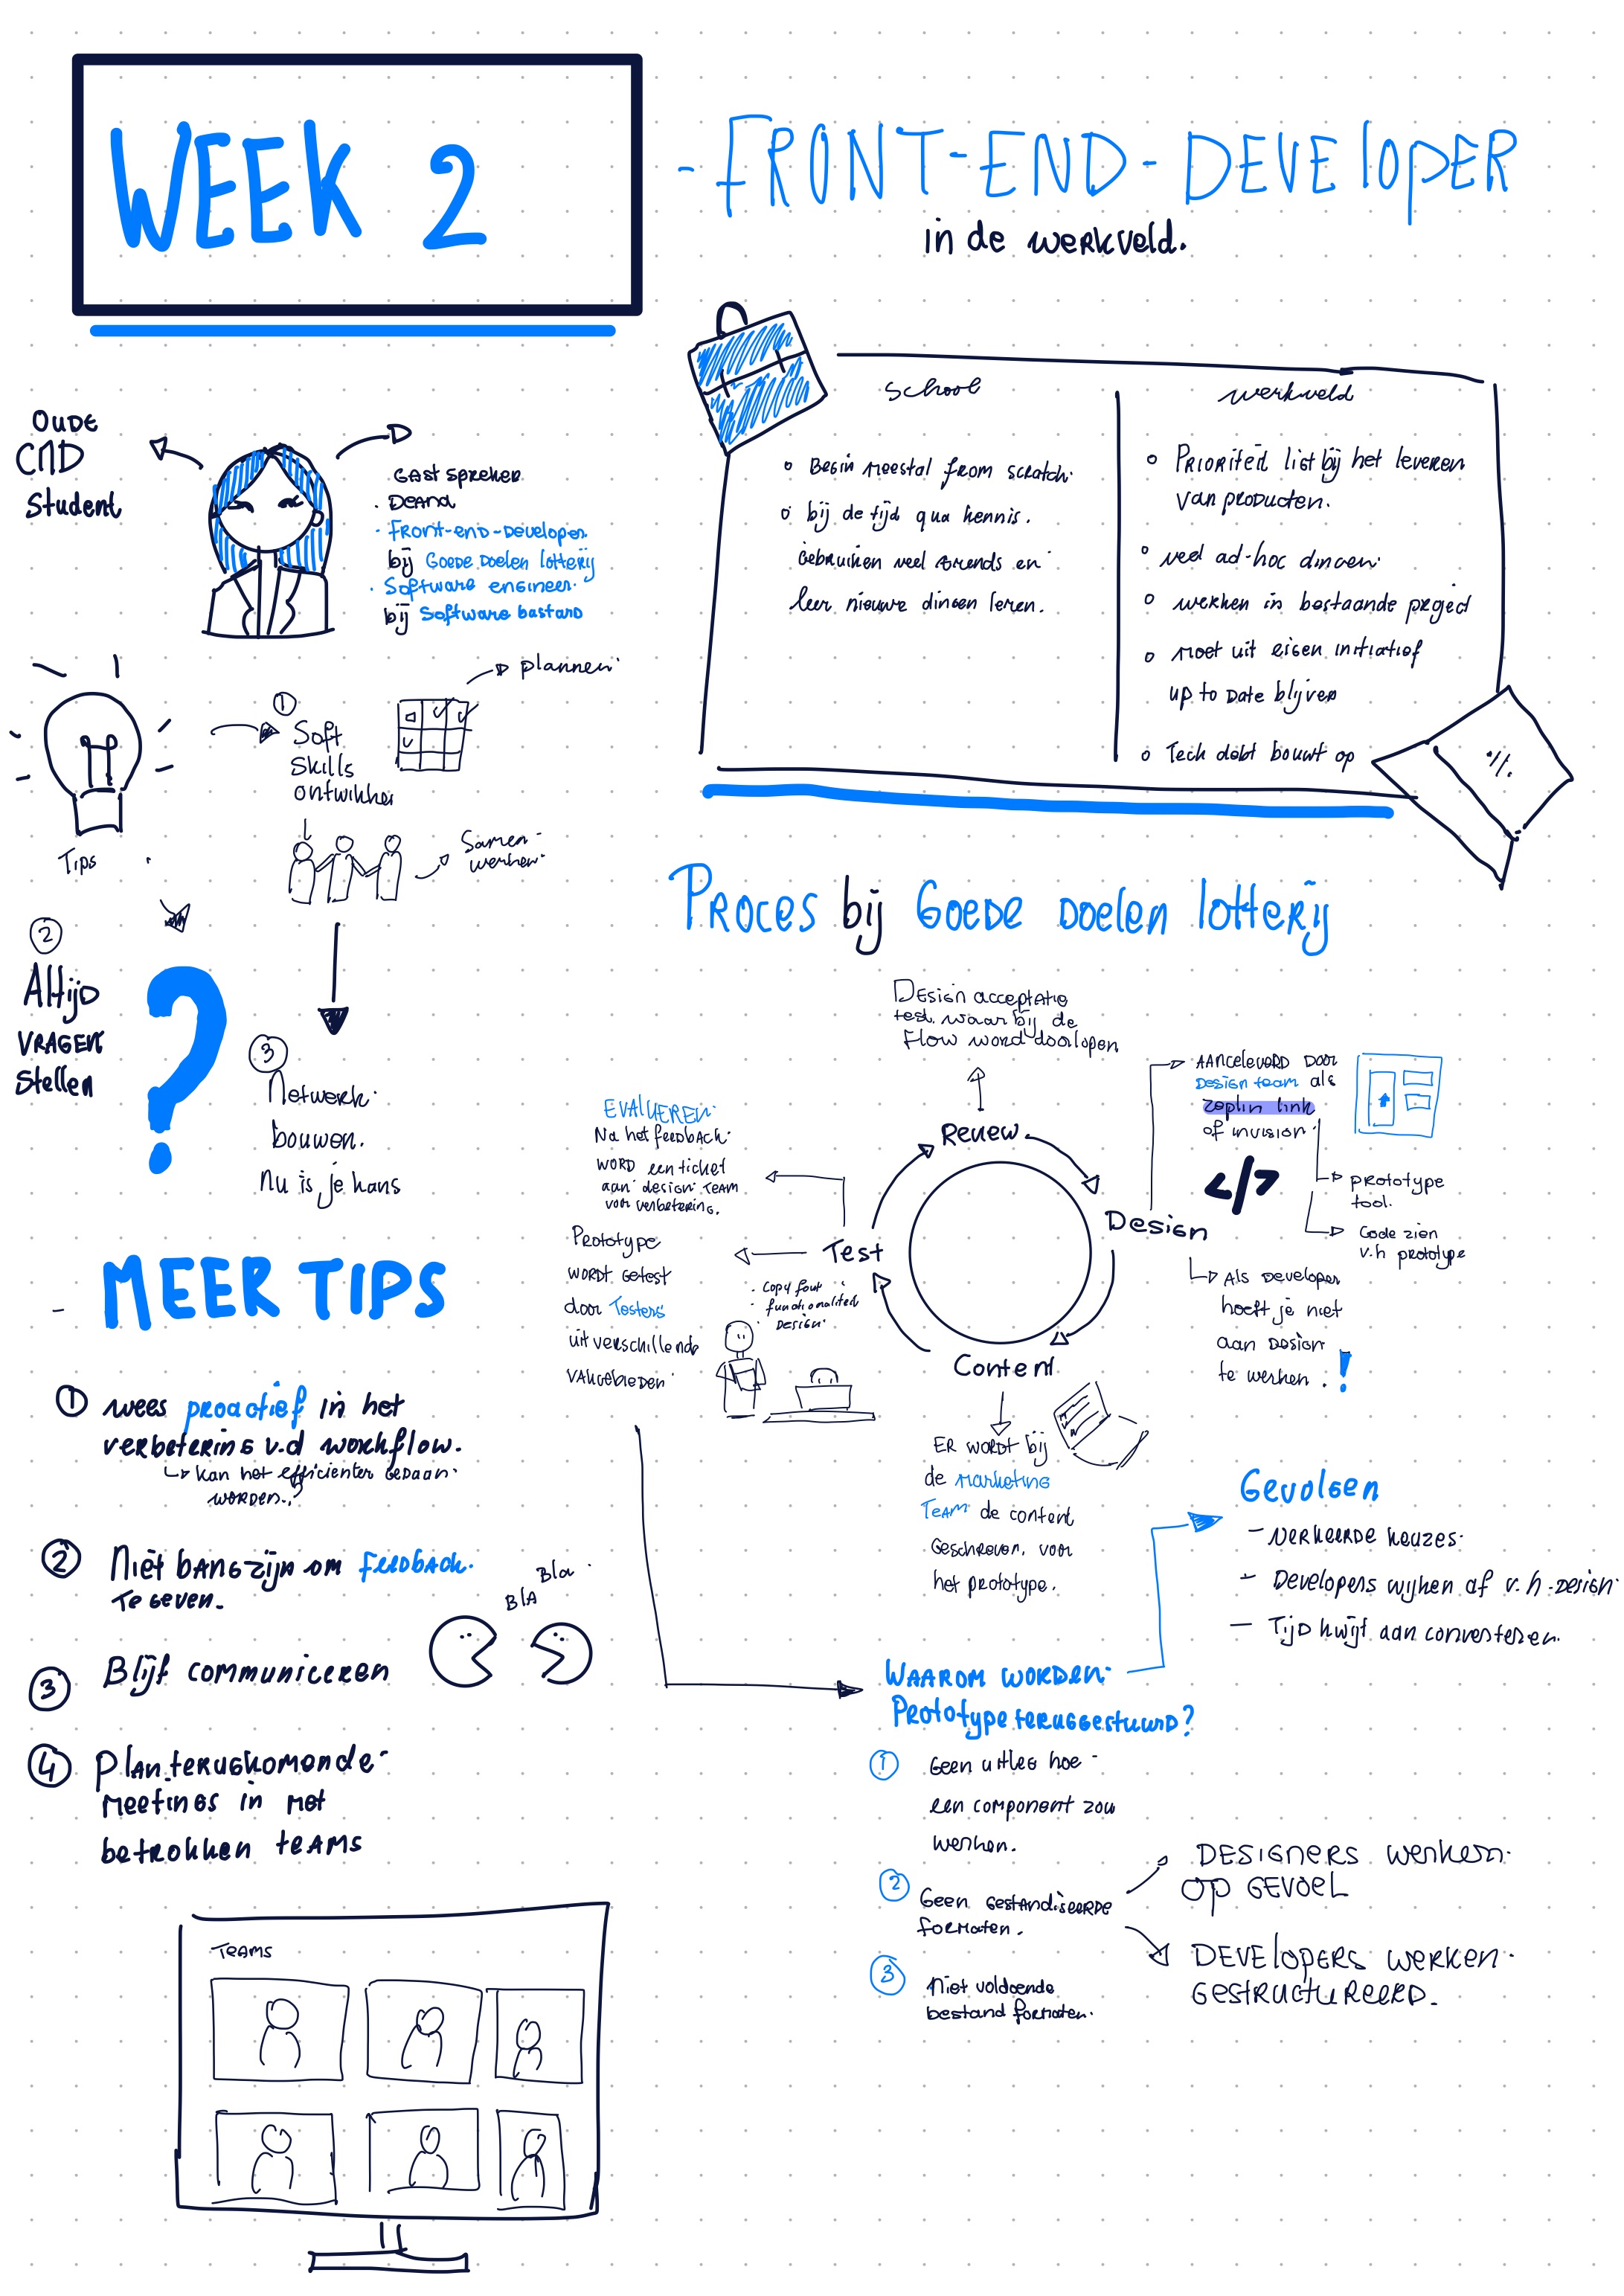 WEEK 2
- FRONT-END-DEVELOPER
in de werkveld.
OUDE
CMD
Student
Gast spreker
· Deand
· Front-end-Developer
bij Goede Doelen lotterij
· Software engineer
bij Software bastard
School
o Begin meestal from scratch
o bij de tijd qua kennis.
Gebruiken veel trends en
leer nieuwe dingen leren.
werkveld
o Prioriteit list bij het leveren
van producten.
o veel ad-hoc dingen
o werken in bestaande project
o moet uit eigen initiatief
up to date blijven
o Tech debt bouwt op
Tips
1
Soft
skills
ontwikkel
plannen
Samen
werken
2
Altijd
VRAGEN
Stellen
?
3
Netwerk
bouwen.
nu is je kans
Proces bij Goede Doelen lotterij
Design acceptatie
test waar bij de
Flow word doorlopen
Renew
Design
Content
Test
AANGELEVERD DOOR
Design team als
zeplin link
of invision
</>
prototype
tool.
Code zien
v.h prototype
Als Developer
hoeft je niet
aan Design
te werken. !
EVALUEREN
Na het feedback
WORD een ticket
aan design TEAM
voor verbetering.
Prototype
WORDT Getest
door Testers
uit verschillende
vakgebieden
· Copy font
· functionaliteit
· Design
ER WORDT bij
de Marketing
Team de content
Geschreven. voor
het prototype.
- MEER TIPS
1 wees proactief in het
verbetering v.d workflow.
Kan het efficienter Gedaan
worden.?
2 Niet bang zijn om feedback
Te Geven.
Bla
Bla
3 Blijf communiceren
4 Plan terugkomende
meetings in met
betrokken teams
TEAMS
WAAROM WORDEN
Prototype teruggestuurd?
1 Geen uitleg hoe
een component zou
werken.
2 Geen gestandiseerde
formaten.
3 Niet voldoende
bestand formaten.
Gevolgen
- verkeerde keuzes
- Developers wijken af v.h Design
- Tijd kwijt aan converteren.
DESIGNERS werken
op GEVOEL
DEVELOPERS WERKEN
GESTRUCTUREERD.